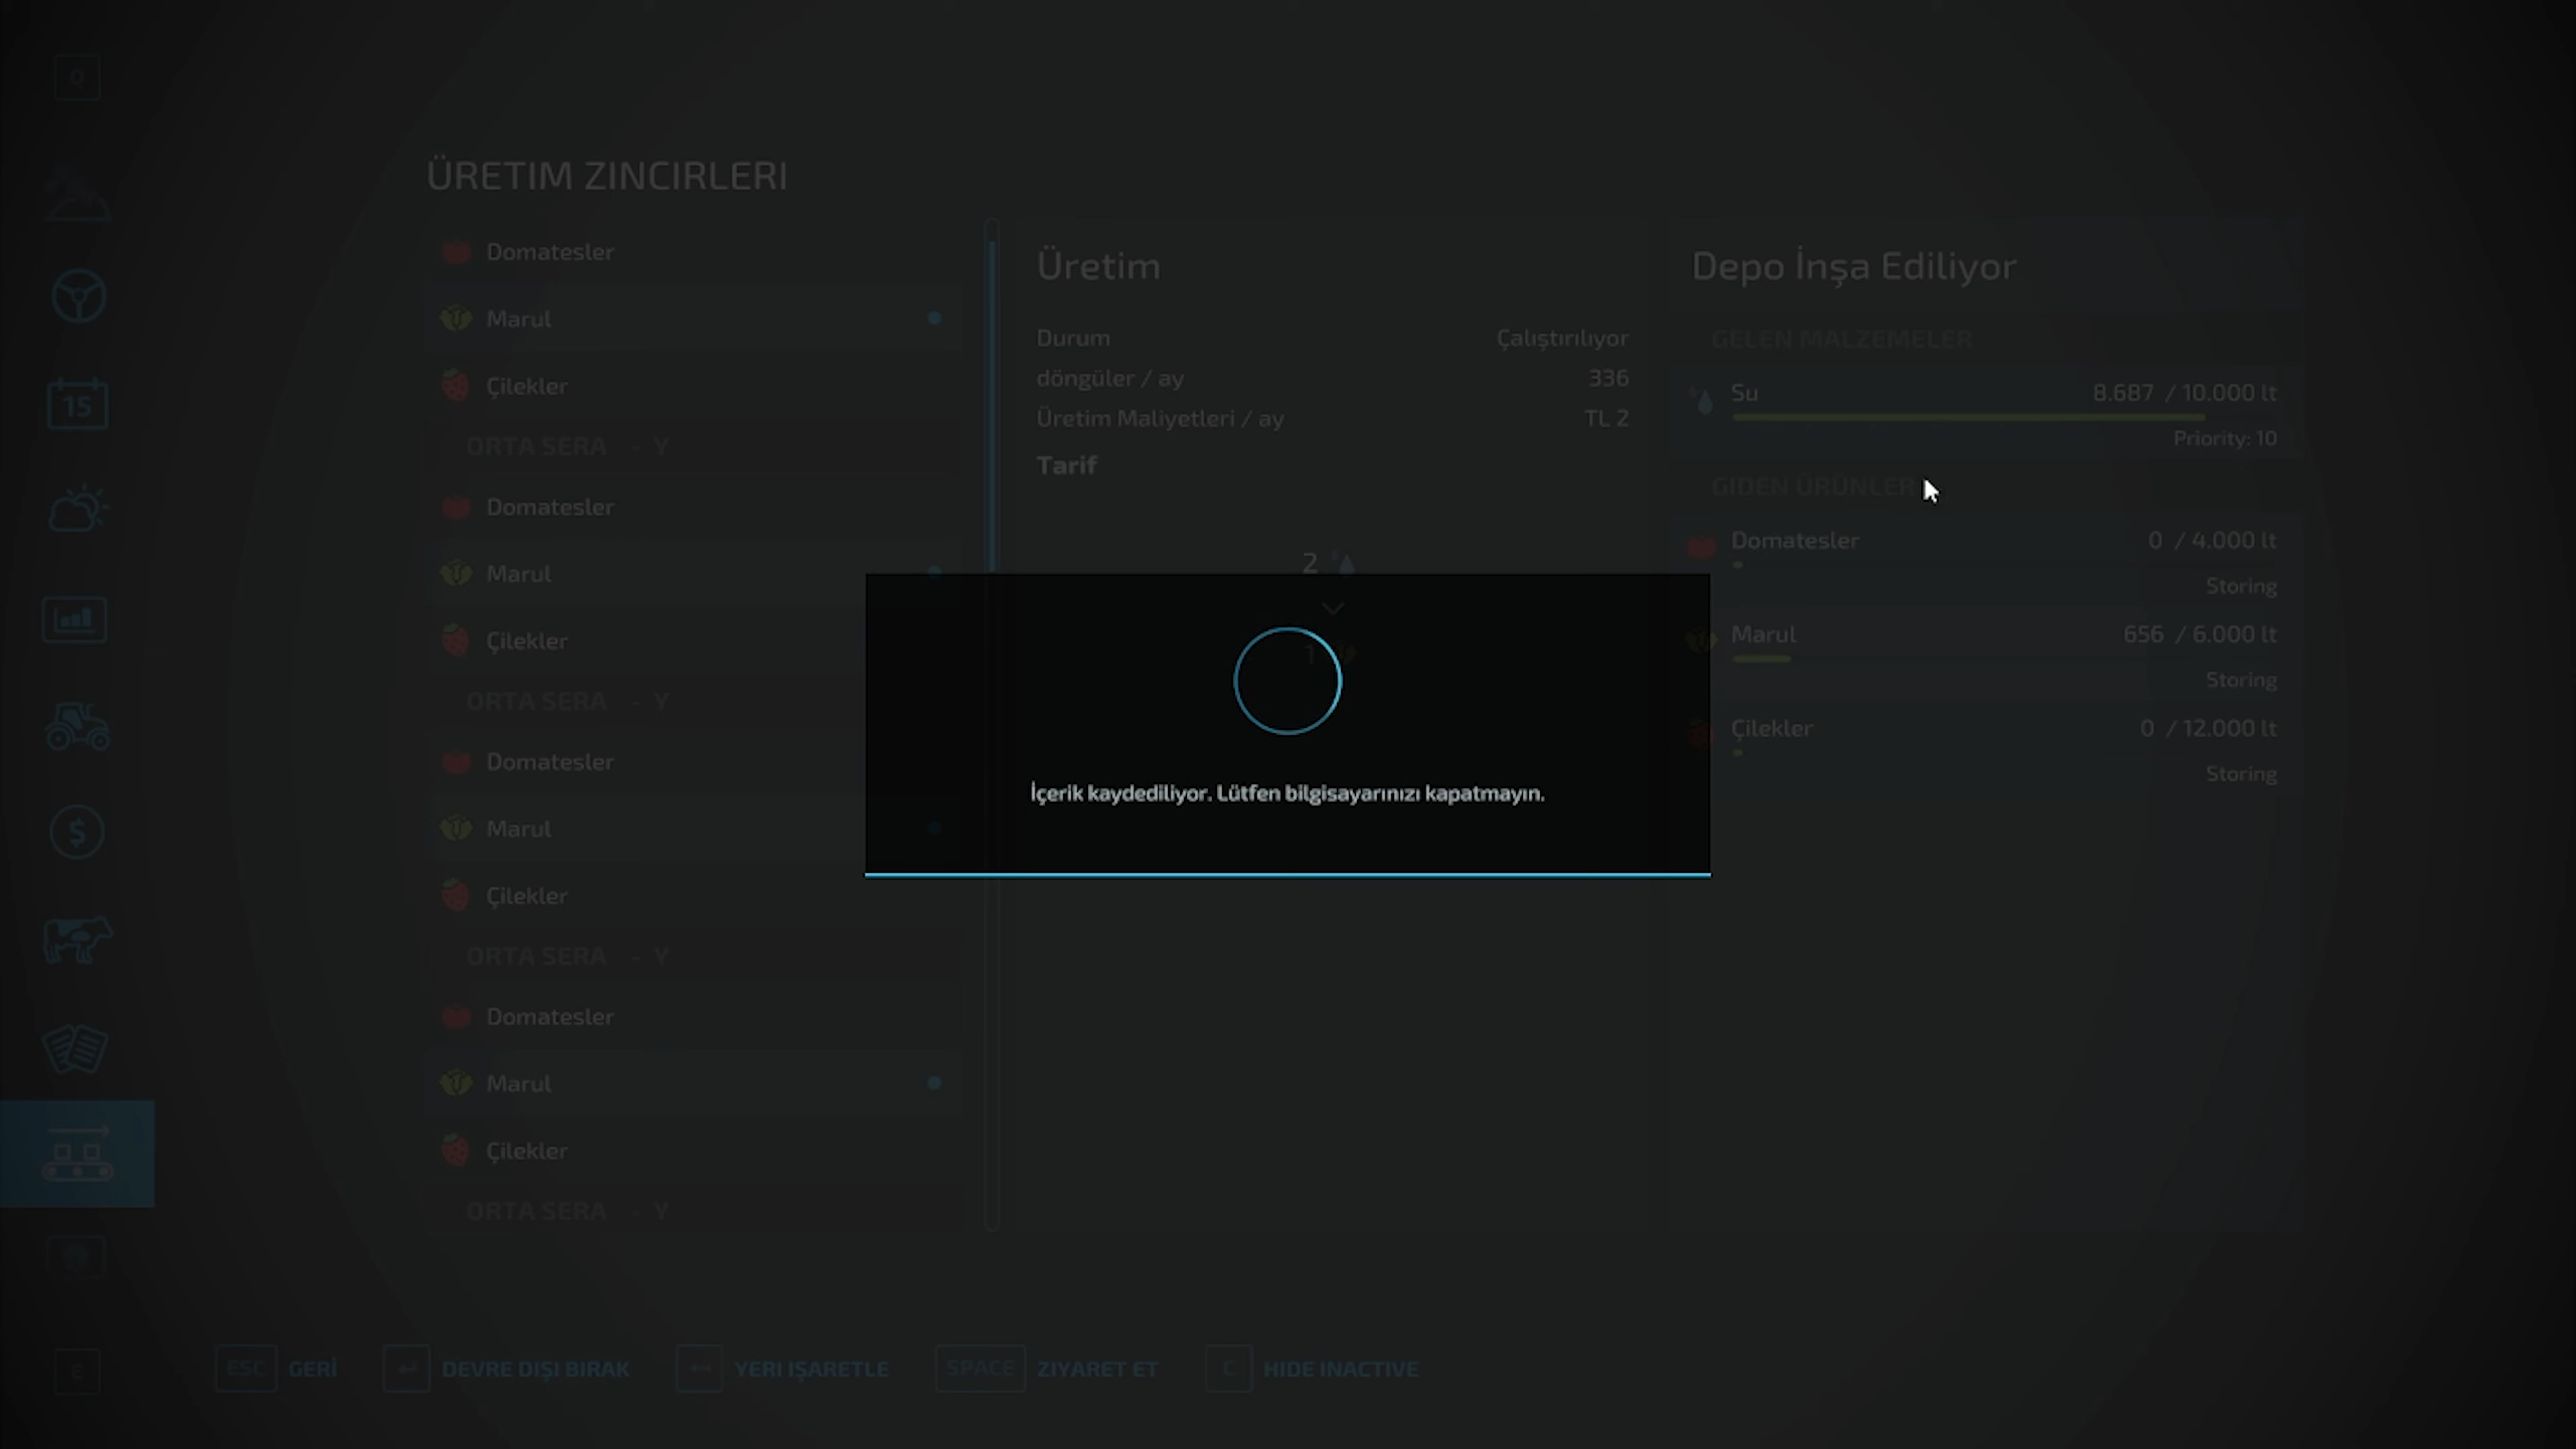 Q
ÜRETIM ZINCIRLERI
Domatesler
Marul
Çilekler
ORTA SERA - Y
Domatesler
Marul
Çilekler
ORTA SERA - Y
Domatesler
Marul
Çilekler
ORTA SERA - Y
Domatesler
Marul
Çilekler
ORTA SERA - Y
15
$
Üretim
Durum Çalıştırılıyor
döngüler / ay 336
Üretim Maliyetleri / ay TL 2
Tarif
2
1
Depo İnşa Ediliyor
GELEN MALZEMELER
Su 8.687 / 10.000 lt
Priority: 10
GIDEN ÜRÜNLER
Domatesler 0 / 4.000 lt
Storing
Marul 656 / 6.000 lt
Storing
Çilekler 0 / 12.000 lt
Storing
İçerik kaydediliyor. Lütfen bilgisayarınızı kapatmayın.
E
ESC GERİ DEVRE DIŞI BIRAK YERI IŞARETLE SPACE ZIYARET ET C HIDE INACTIVE